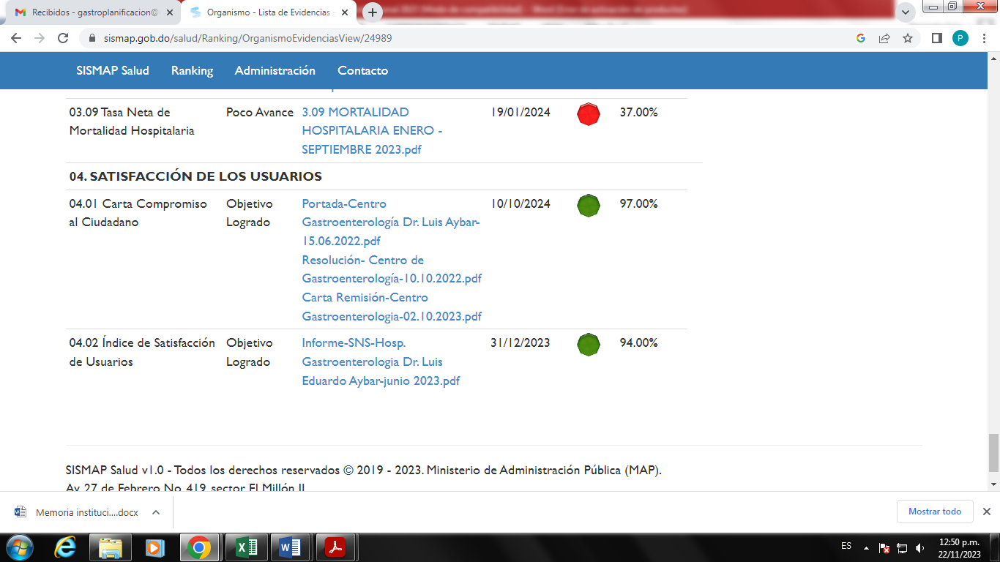 Recibidos - gastroplanificacion@
Organismo - Lista de Evidencias -
sismap.gob.do/salud/Ranking/OrganismoEvidenciasView/24989
P
SISMAP Salud Ranking Administración Contacto
03.09 Tasa Neta de Mortalidad Hospitalaria
Poco Avance
3.09 MORTALIDAD
HOSPITALARIA ENERO -
SEPTIEMBRE 2023.pdf
19/01/2024
37.00%
04. SATISFACCIÓN DE LOS USUARIOS
04.01 Carta Compromiso
al Ciudadano
Objetivo
Logrado
Portada-Centro
Gastroenterología Dr. Luis Aybar-
15.06.2022.pdf
Resolución- Centro de
Gastroenterología-10.10.2022.pdf
Carta Remisión-Centro
Gastroenterologia-02.10.2023.pdf
10/10/2024
97.00%
04.02 Índice de Satisfacción
de Usuarios
Objetivo
Logrado
Informe-SNS-Hosp.
Gastroenterologia Dr. Luis
Eduardo Aybar-junio 2023.pdf
31/12/2023
94.00%
SISMAP Salud v1.0 - Todos los derechos reservados © 2019 - 2023. Ministerio de Administración Pública (MAP).
Av. 27 de Febrero No. 419, sector El Millón II
Memoria instituci....docx
Mostrar todo
ES
12:50 p.m.
22/11/2023